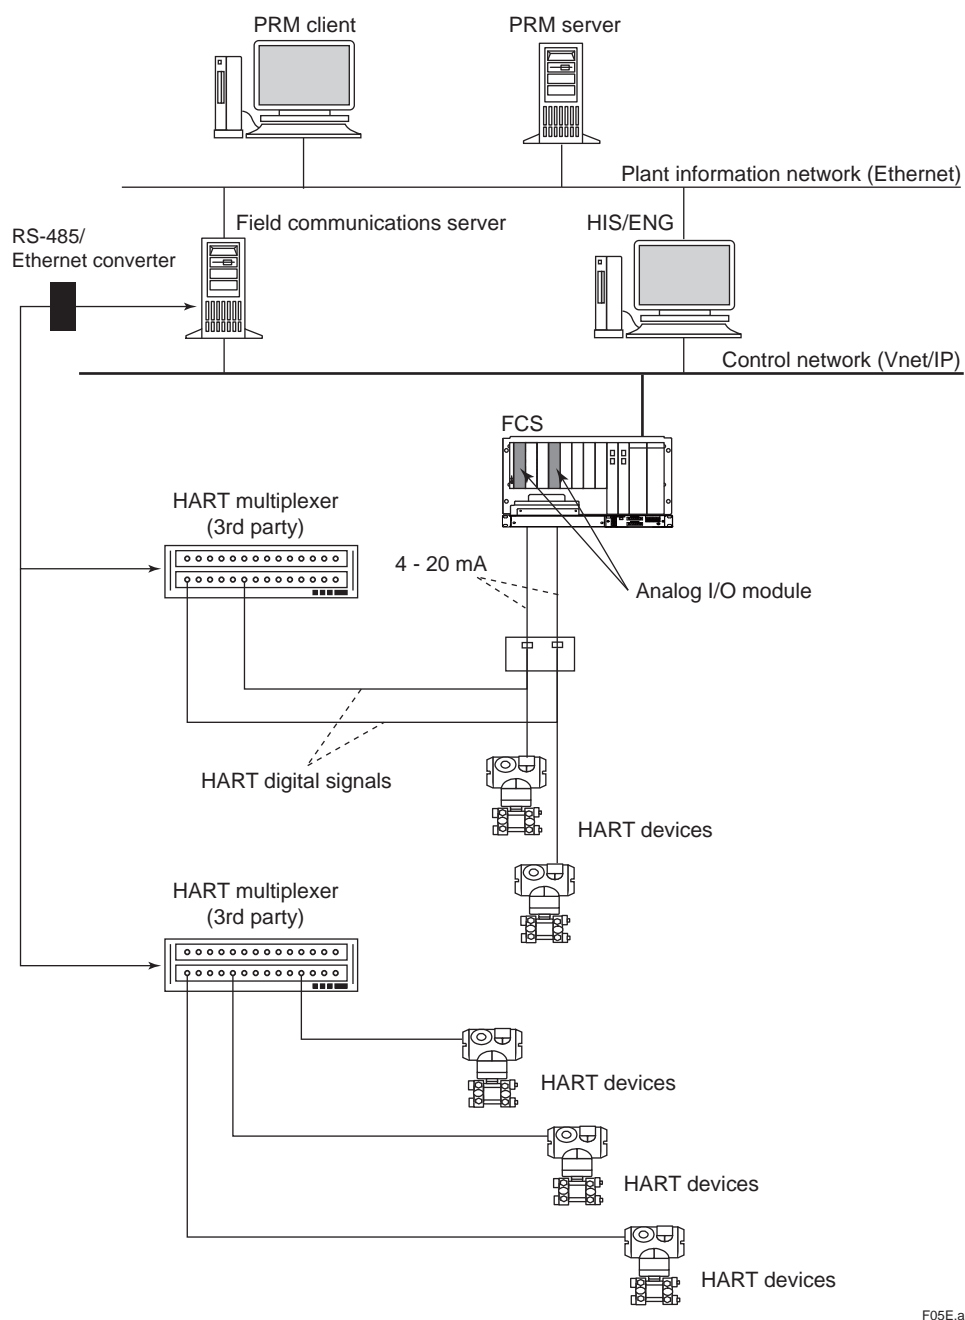 PRM client
PRM server
Plant information network (Ethernet)
Field communications server
HIS/ENG
RS-485/
Ethernet converter
Control network (Vnet/IP)
FCS
HART multiplexer
(3rd party)
4 - 20 mA
Analog I/O module
HART digital signals
HART devices
HART multiplexer
(3rd party)
HART devices
HART devices
HART devices
F05E.a